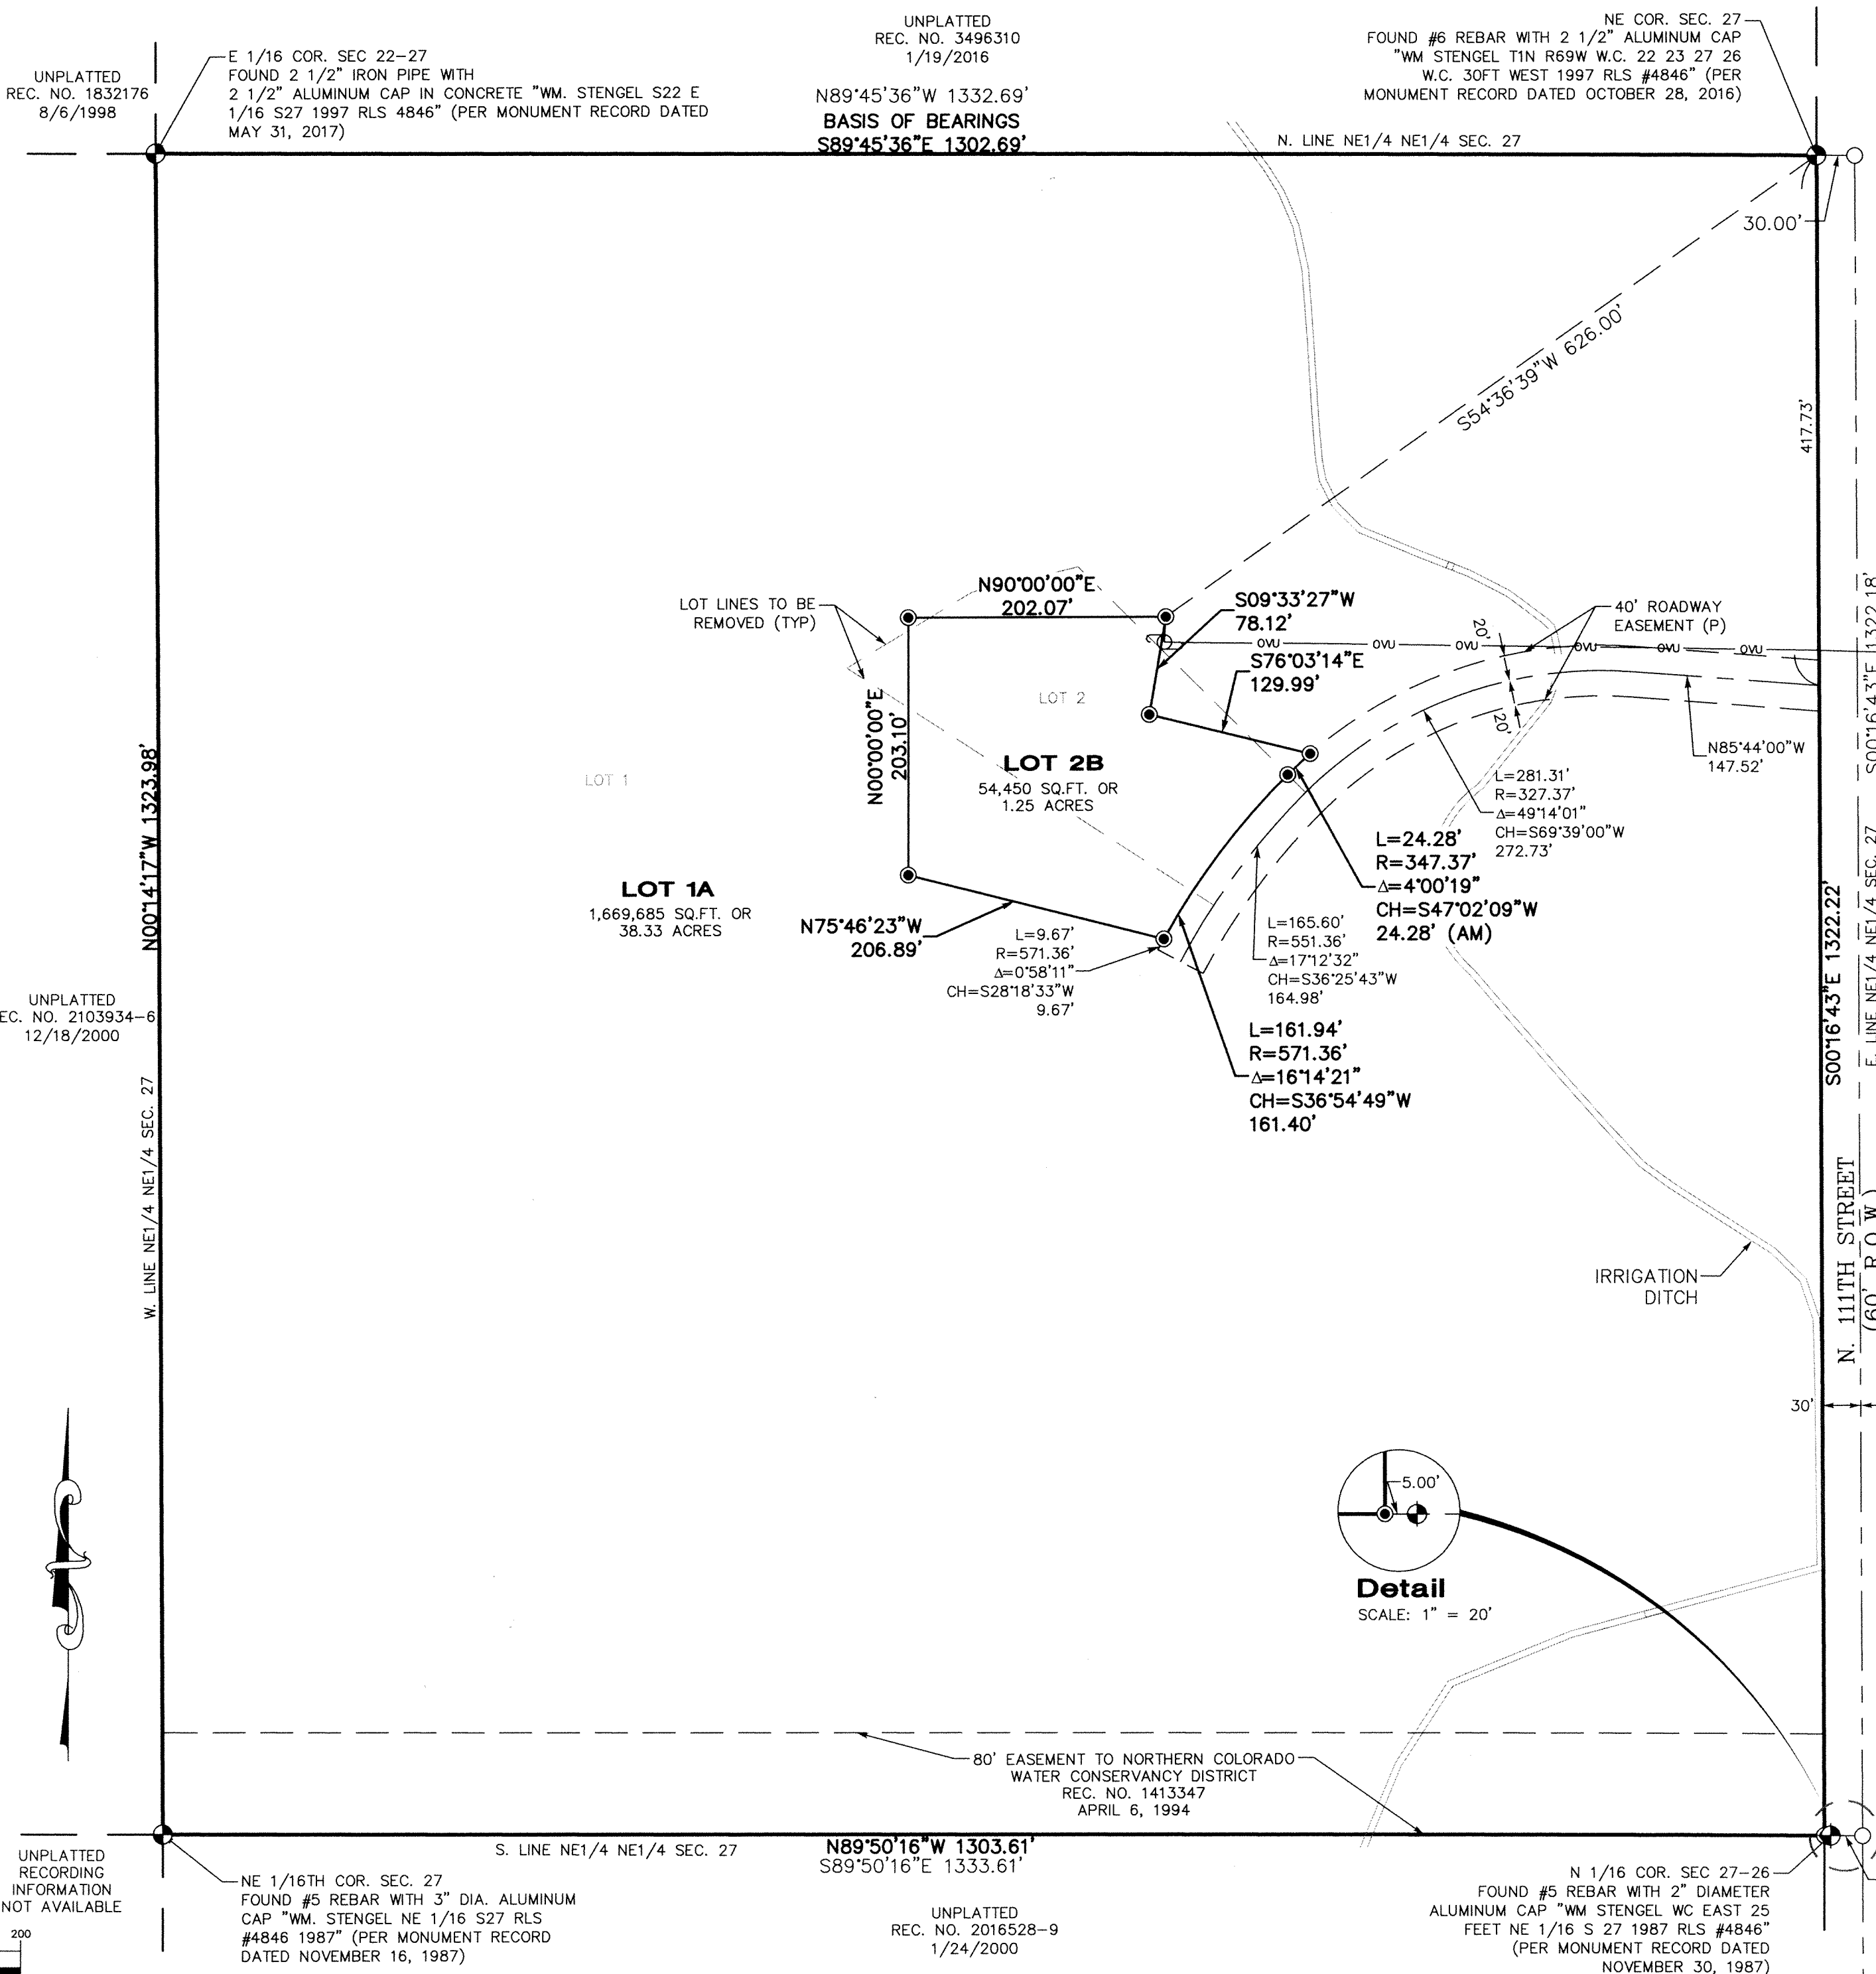 UNPLATTED
REC. NO. 3496310
1/19/2016
NE COR. SEC. 27
FOUND #6 REBAR WITH 2 1/2" ALUMINUM CAP
"WM STENGEL T1N R69W W.C. 22 23 27 26
W.C. 30FT WEST 1997 RLS #4846" (PER
MONUMENT RECORD DATED OCTOBER 28, 2016)
E 1/16 COR. SEC 22-27
FOUND 2 1/2" IRON PIPE WITH
2 1/2" ALUMINUM CAP IN CONCRETE "WM. STENGEL S22 E
1/16 S27 1997 RLS 4846" (PER MONUMENT RECORD DATED
MAY 31, 2017)
UNPLATTED
REC. NO. 1832176
8/6/1998
N89°45'36"W 1332.69'
BASIS OF BEARINGS
S89°45'36"E 1302.69'
N. LINE NE1/4 NE1/4 SEC. 27
30.00'
S54°36'39"W 626.00'
417.73'
LOT LINES TO BE
REMOVED (TYP)
N90°00'00"E
202.07'
S09°33'27"W
78.12'
S76°03'14"E
129.99'
OVU
OVU
OVU
OVU
OVU
OVU
20'
20'
40' ROADWAY
EASEMENT (P)
S00°16'43"E 1322.18'
N85°44'00"W
147.52'
LOT 2
N00°00'00"E
203.10'
LOT 2B
54,450 SQ.FT. OR
1.25 ACRES
LOT 1
L=281.31'
R=327.37'
Δ=49°14'01"
CH=S69°39'00"W
272.73'
L=24.28'
R=347.37'
Δ=4°00'19"
CH=S47°02'09"W
24.28' (AM)
LOT 1A
1,669,685 SQ.FT. OR
38.33 ACRES
N75°46'23"W
206.89'
L=9.67'
R=571.36'
Δ=0°58'11"
CH=S28°18'33"W
9.67'
L=165.60'
R=551.36'
Δ=17°12'32"
CH=S36°25'43"W
164.98'
L=161.94'
R=571.36'
Δ=16°14'21"
CH=S36°54'49"W
161.40'
N00°14'17"W 1323.98'
W. LINE NE1/4 NE1/4 SEC. 27
UNPLATTED
EC. NO. 2103934-6
12/18/2000
S00°16'43"E 1322.22'
E. LINE NE1/4 NE1/4 SEC. 27
N. 111TH STREET
(60' R.O.W.)
IRRIGATION
DITCH
30'
5.00'
Detail
SCALE: 1" = 20'
80' EASEMENT TO NORTHERN COLORADO
WATER CONSERVANCY DISTRICT
REC. NO. 1413347
APRIL 6, 1994
S. LINE NE1/4 NE1/4 SEC. 27
N89°50'16"W 1303.61'
S89°50'16"E 1333.61'
UNPLATTED
RECORDING
INFORMATION
NOT AVAILABLE
NE 1/16TH COR. SEC. 27
FOUND #5 REBAR WITH 3" DIA. ALUMINUM
CAP "WM. STENGEL NE 1/16 S27 RLS
#4846 1987" (PER MONUMENT RECORD
DATED NOVEMBER 16, 1987)
UNPLATTED
REC. NO. 2016528-9
1/24/2000
N 1/16 COR. SEC 27-26
FOUND #5 REBAR WITH 2" DIAMETER
ALUMINUM CAP "WM STENGEL WC EAST 25
FEET NE 1/16 S 27 1987 RLS #4846"
(PER MONUMENT RECORD DATED
NOVEMBER 30, 1987)
200